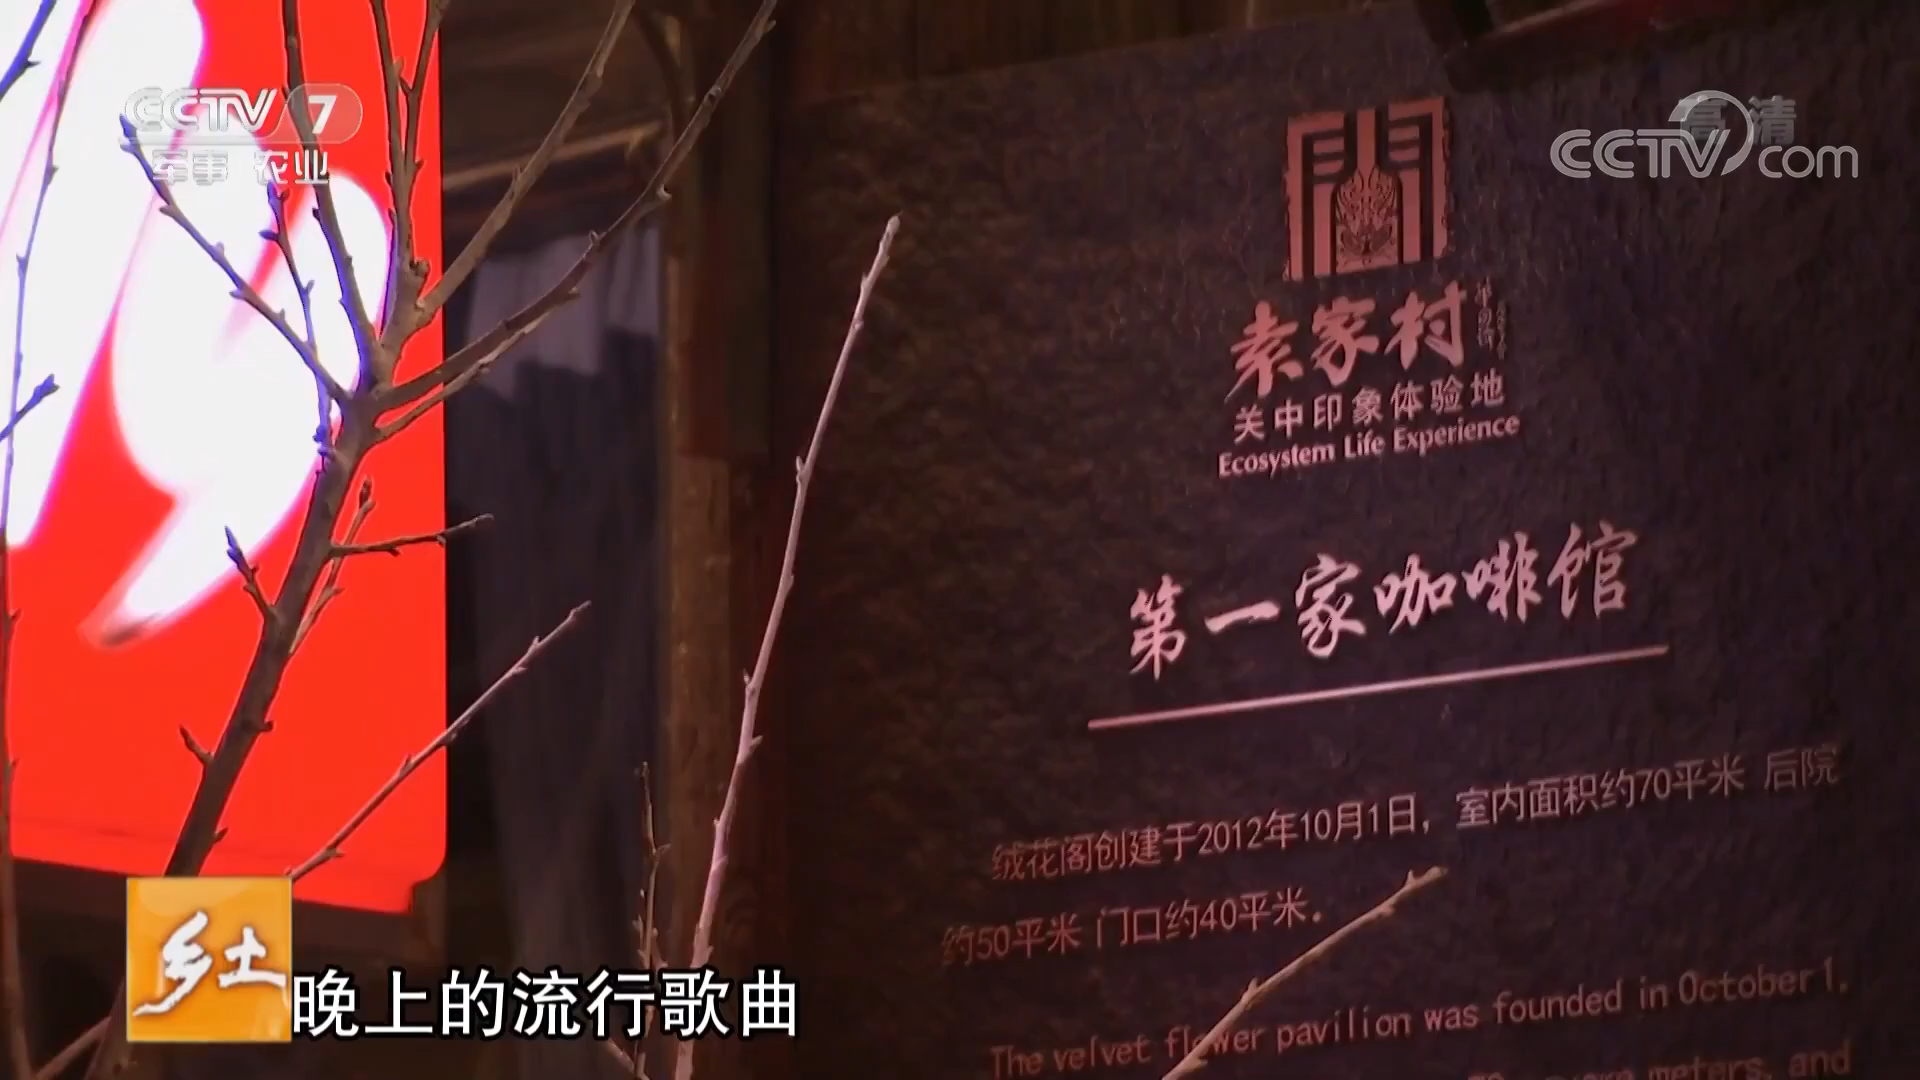 CCTV 7
军事 农业
高清
CCTV.com
袁家村
关中印象体验地
Ecosystem Life Experience
第一家咖啡馆
绒花阁创建于2012年10月1日，室内面积约70平米 后院
约50平米 门口约40平米.
The velvet flower pavilion was founded in October 1,
meters, and
乡土
晚上的流行歌曲